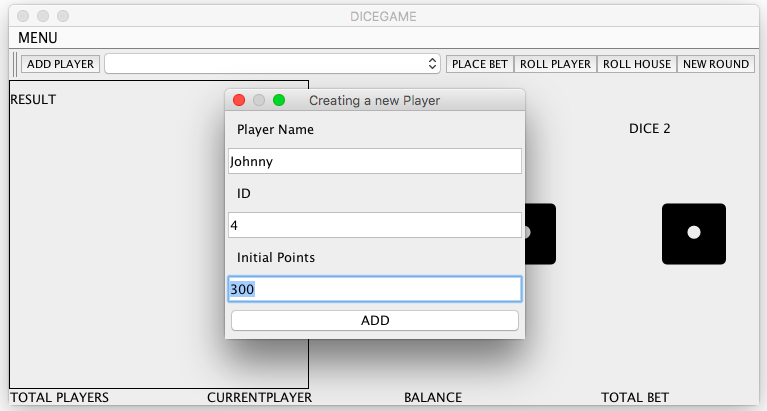 DICEGAME
MENU
ADD PLAYER PLACE BET ROLL PLAYER ROLL HOUSE NEW ROUND
RESULT
Creating a new Player
Player Name
Johnny
ID
4
Initial Points
300
ADD
DICE 2
TOTAL PLAYERS CURRENTPLAYER BALANCE TOTAL BET